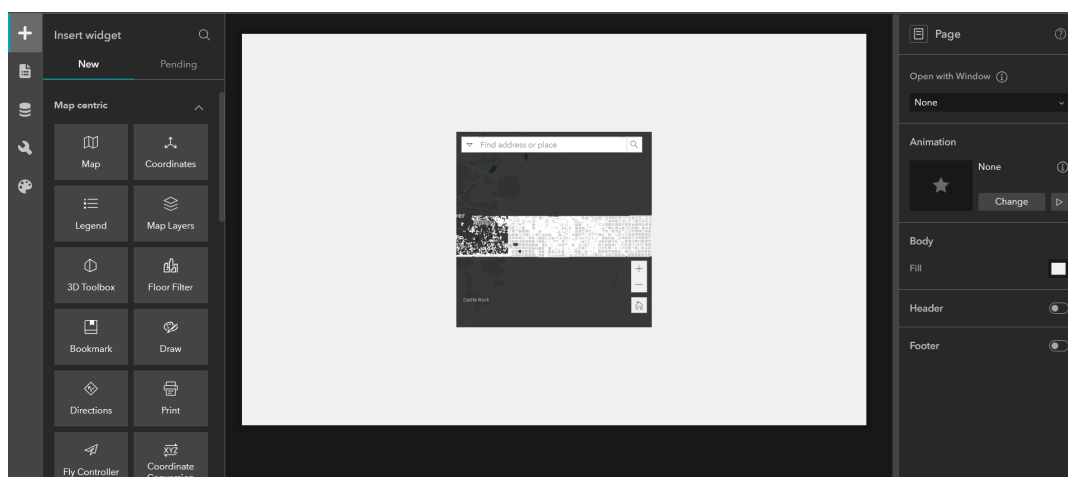 Insert widget
New
Pending
Map centric
Map
Coordinates
Legend
Map Layers
3D Toolbox
Floor Filter
Bookmark
Draw
Directions
Print
Fly Controller
XYZ
Coordinate
Conversion
Find address or place
Castle Rock
Page
Open with Window
None
Animation
None
Change
Body
Fill
Header
Footer